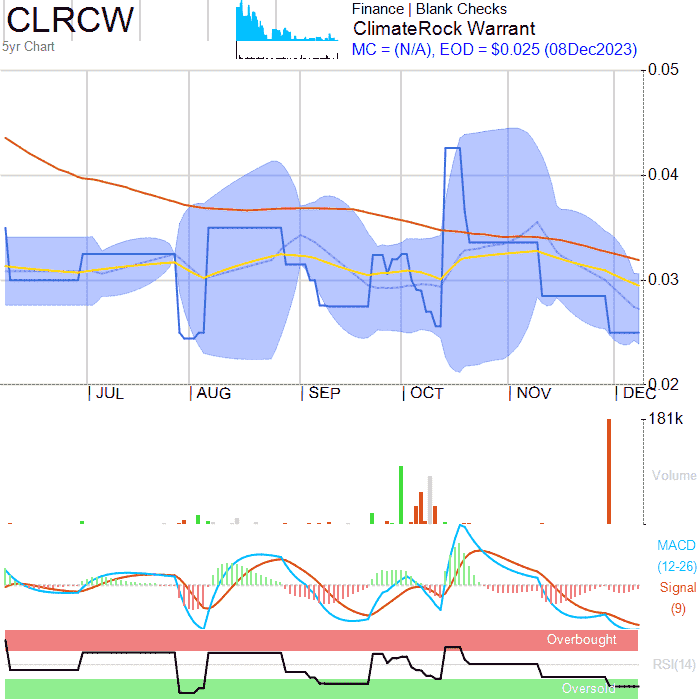 CLRCW
5yr Chart
Finance | Blank Checks
ClimateRock Warrant
MC = (N/A), EOD = $0.025 (08Dec2023)
0.05
0.04
0.03
0.02
JUL AUG SEP OCT NOV DEC
181k
Volume
MACD
(12-26)
Signal
(9)
Overbought
RSI(14)
Oversold